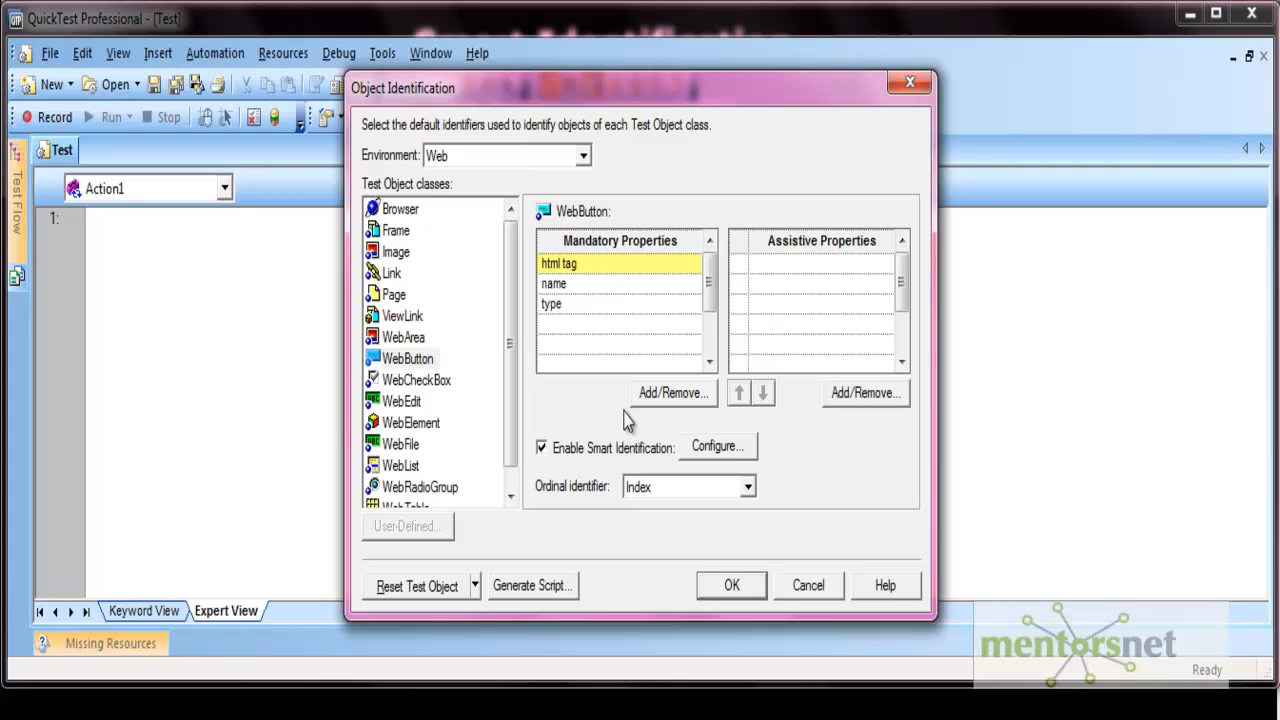 QuickTest Professional - [Test]
File Edit View Insert Automation Resources Debug Tools Window Help
New Open
Record Run Stop
Test
Action1
Test Flow
1:
Object Identification
Select the default identifiers used to identify objects of each Test Object class.
Environment: Web
Test Object classes:
Browser
Frame
Image
Link
Page
ViewLink
WebArea
WebButton
WebCheckBox
WebEdit
WebElement
WebFile
WebList
WebRadioGroup
WebTable
User-Defined...
WebButton:
Mandatory Properties Assistive Properties
html tag
name
type
Add/Remove... Add/Remove...
Enable Smart Identification: Configure...
Ordinal identifier: Index
Reset Test Object Generate Script... OK Cancel Help
Keyword View Expert View
Missing Resources
mentorsnet
Ready